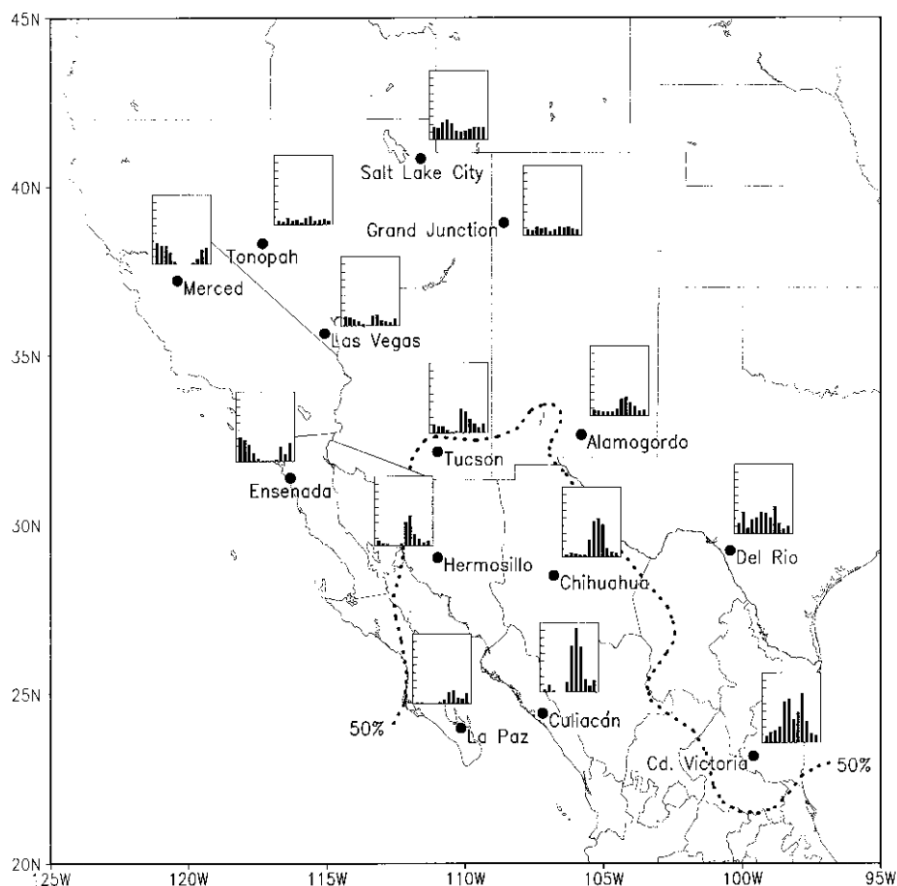 45N
40N
35N
30N
25N
20N
125W
120W
115W
110W
105W
100W
95W
Salt Lake City
Grand Junction
Tonopah
Merced
Las Vegas
Alamogordo
Tucson
Ensenada
Del Rio
Hermosillo
Chihuahua
Culiacán
La Paz
50%
Cd. Victoria
50%